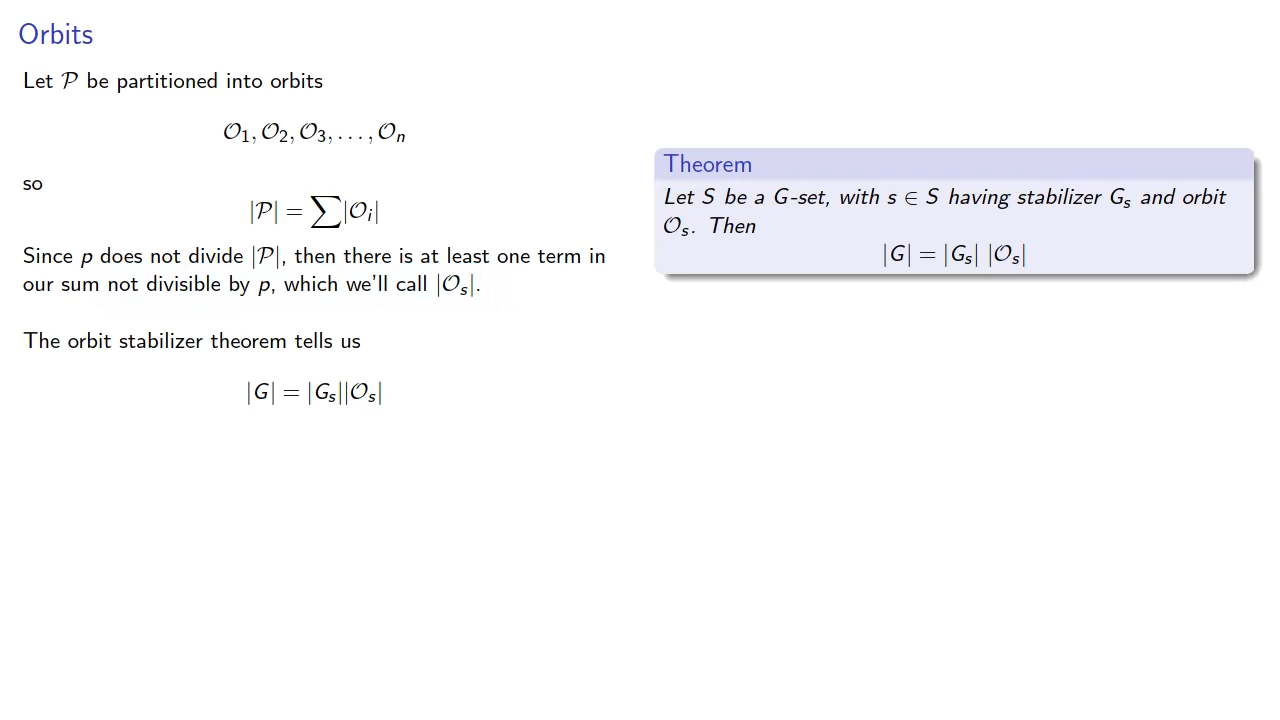 Orbits
Let 𝒫 be partitioned into orbits
𝒪₁, 𝒪₂, 𝒪₃, . . . , 𝒪ₙ
so
|𝒫| = ∑|𝒪ᵢ|
Since p does not divide |𝒫|, then there is at least one term in
our sum not divisible by p, which we'll call |𝒪ₛ|.
The orbit stabilizer theorem tells us
|G| = |Gₛ||𝒪ₛ|
Theorem
Let S be a G-set, with s ∈ S having stabilizer Gₛ and orbit
𝒪ₛ. Then
|G| = |Gₛ| |𝒪ₛ|